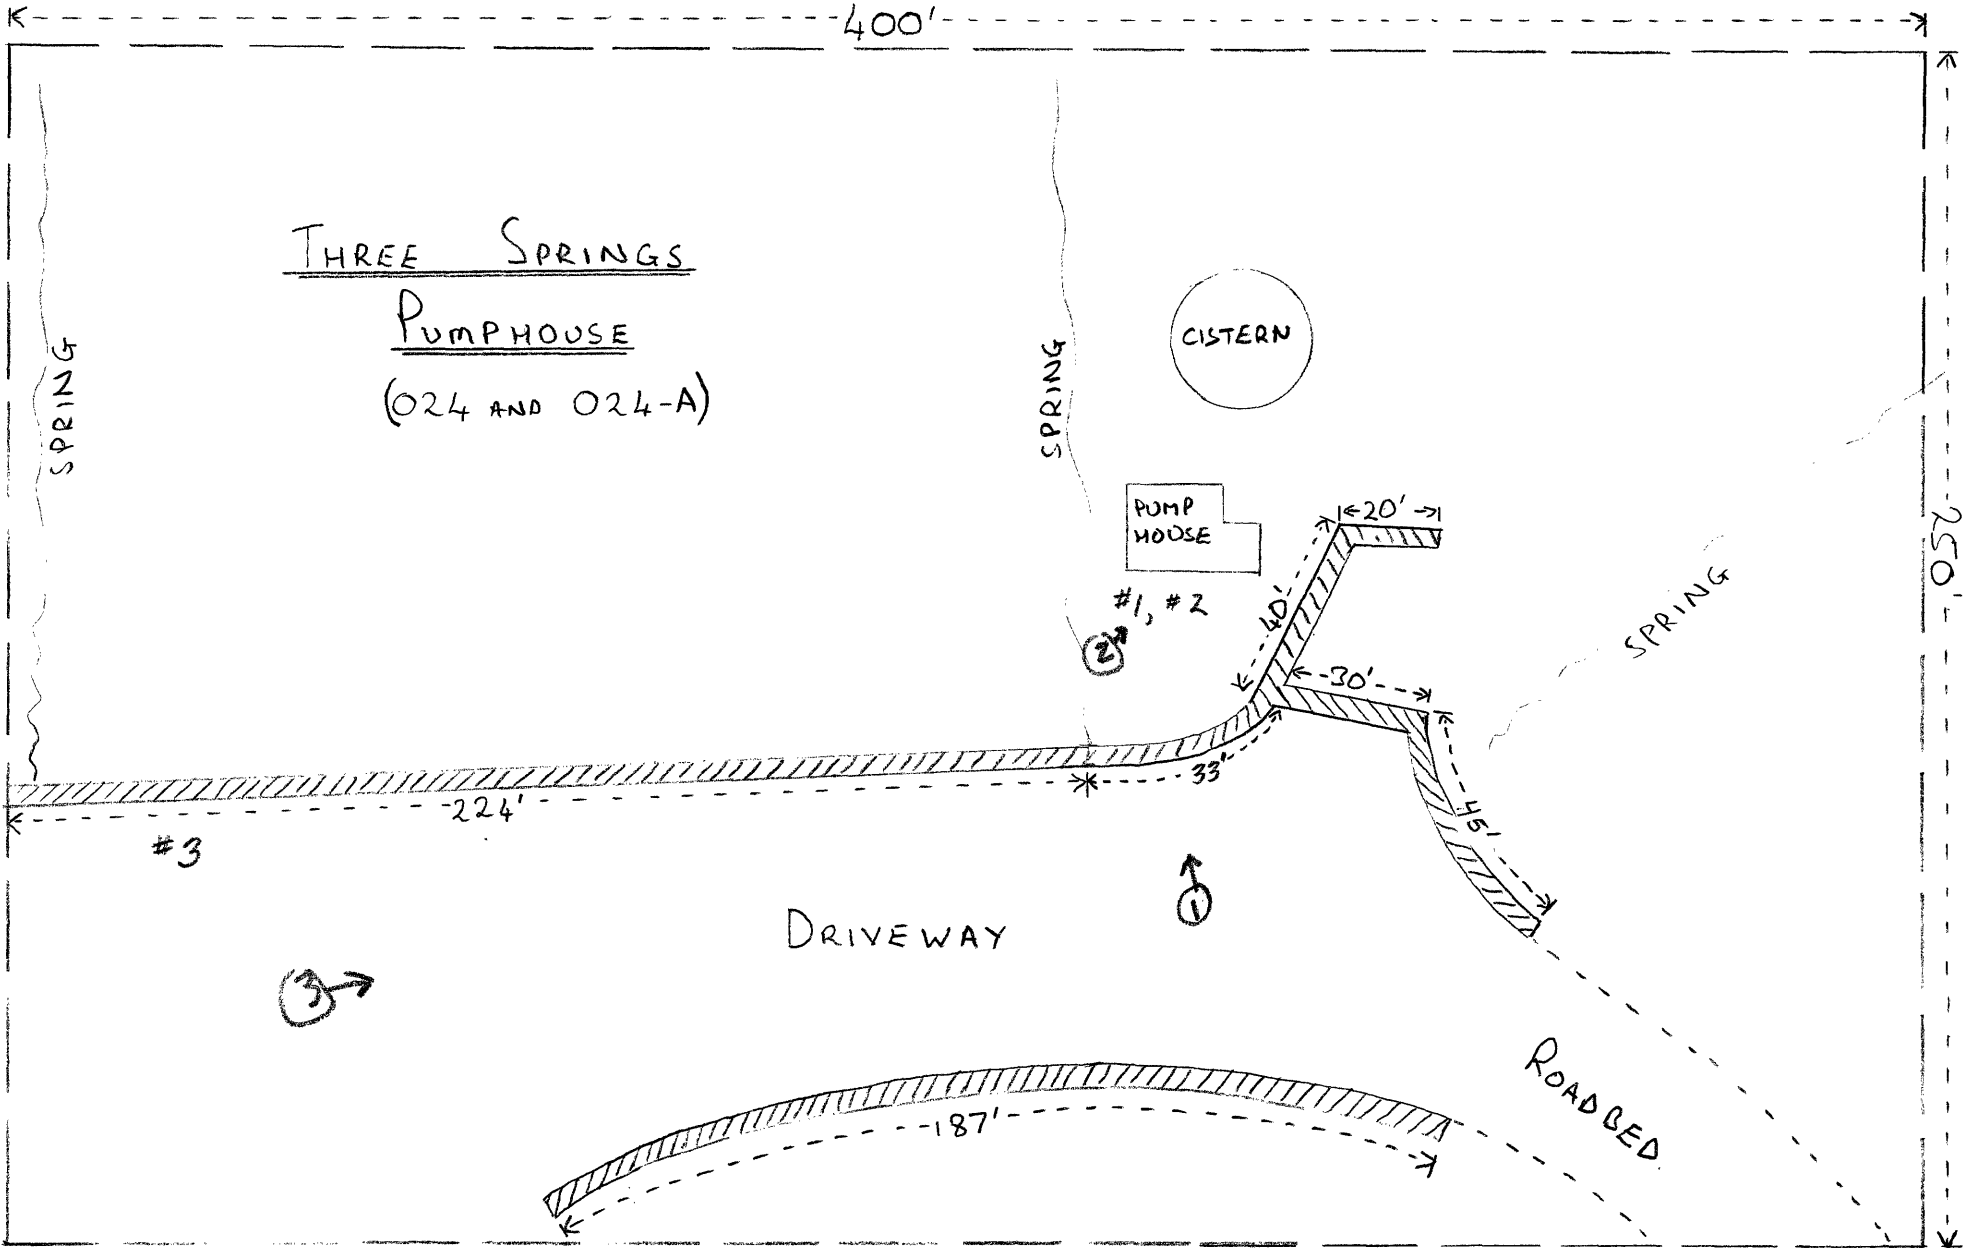 400'
THREE SPRINGS
PUMPHOUSE
(024 AND 024-A)
SPRING
SPRING
CISTERN
250'
PUMP
HOUSE
20'
#1, #2
40'
SPRING
2
30'
33'
224'
45'
#3
1
DRIVEWAY
3
ROADBED
187'